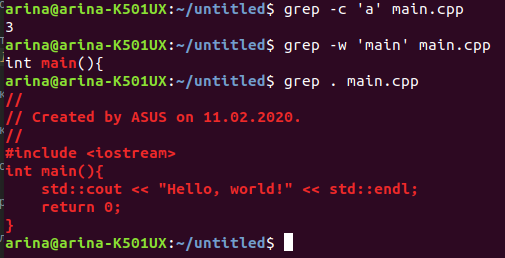 arina@arina-K501UX:~/untitled$ grep -c 'a' main.cpp
3
arina@arina-K501UX:~/untitled$ grep -w 'main' main.cpp
int main(){
arina@arina-K501UX:~/untitled$ grep . main.cpp
//
// Created by ASUS on 11.02.2020.
//
#include <iostream>
int main(){
    std::cout << "Hello, world!" << std::endl;
    return 0;
}
arina@arina-K501UX:~/untitled$